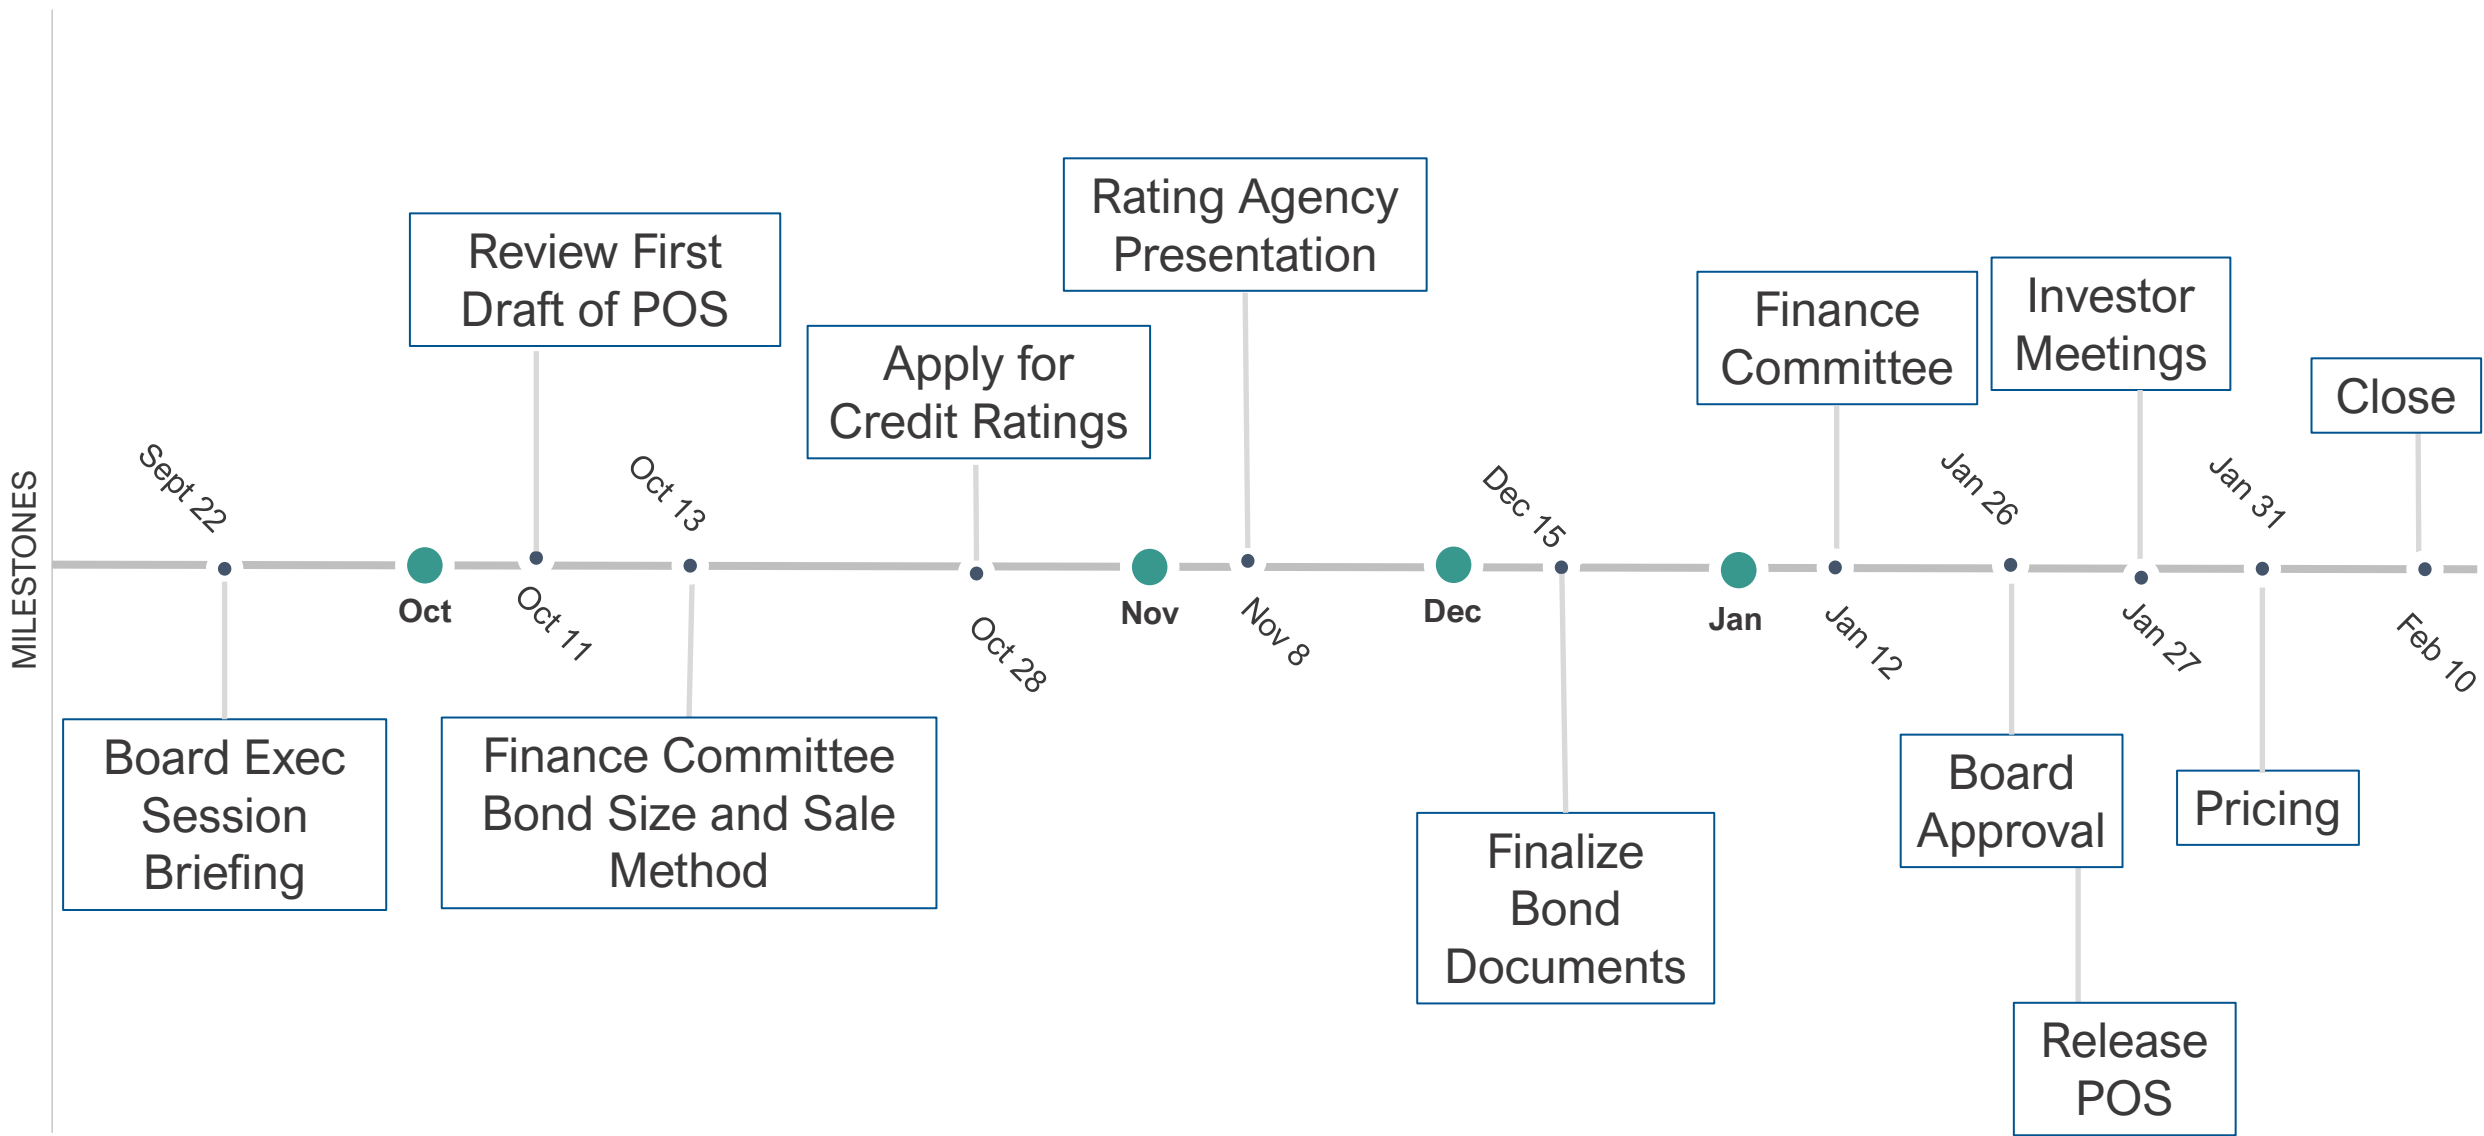 MILESTONES
Rating Agency
Presentation
Review First
Draft of POS
Apply for
Credit Ratings
Finance
Committee
Investor
Meetings
Close
Sept 22
Oct 13
Dec 15
Jan 26
Jan 31
Oct
Oct 11
Oct 28
Nov
Nov 8
Dec
Jan
Jan 12
Jan 27
Feb 10
Board Exec
Session
Briefing
Finance Committee
Bond Size and Sale
Method
Finalize
Bond
Documents
Board
Approval
Pricing
Release
POS